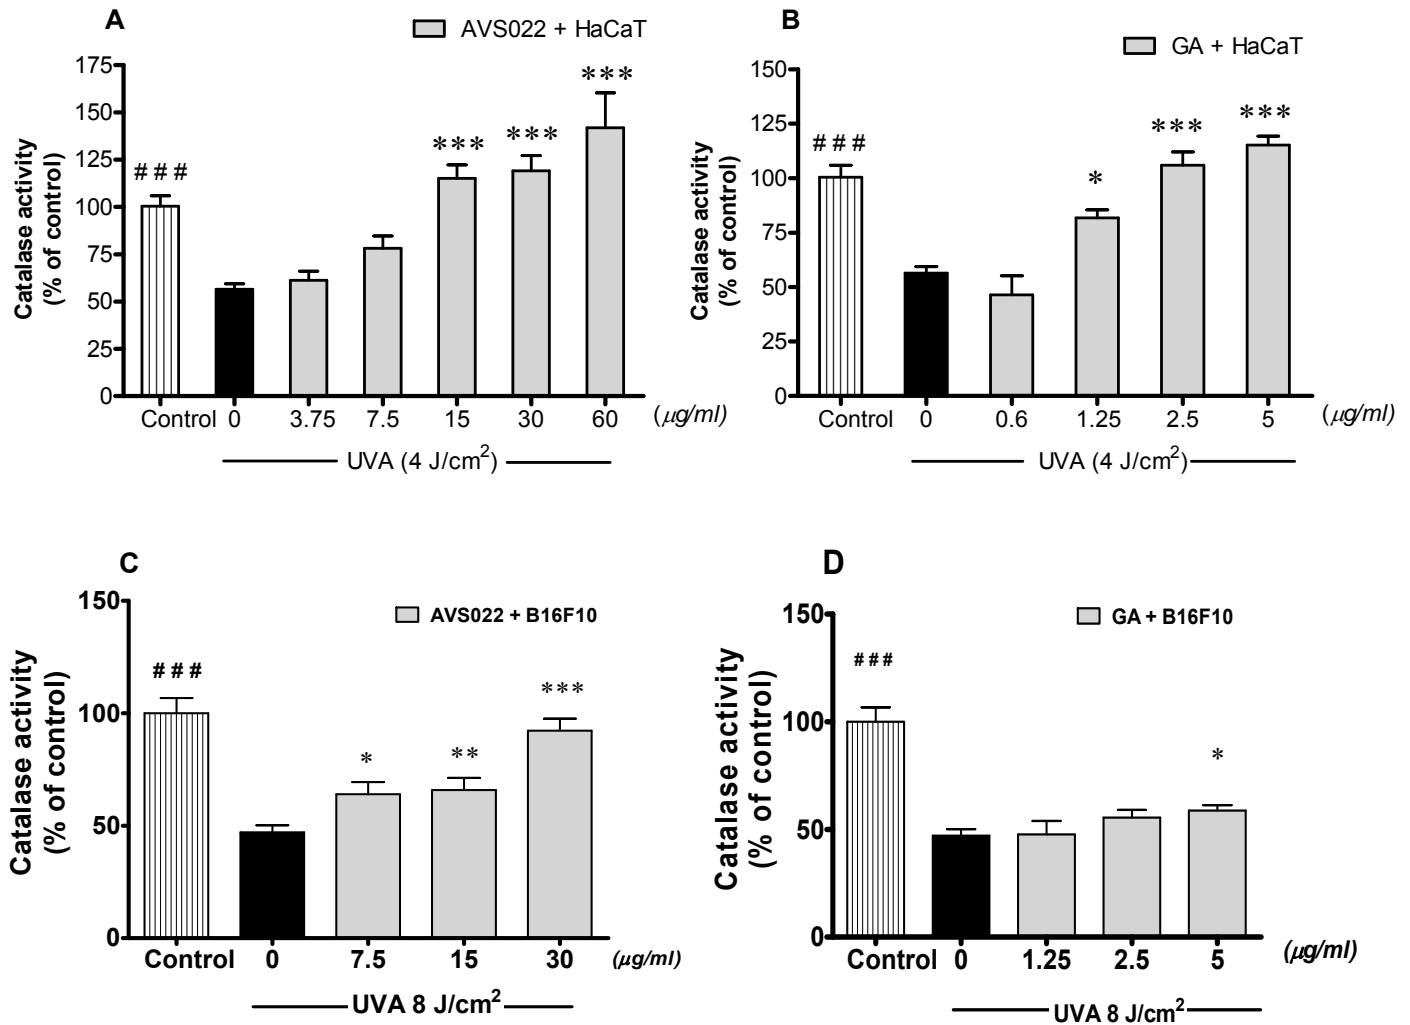 A
AVS022 + HaCaT
Catalase activity
(% of control)
175
150
125
100
75
50
25
0
###
***
***
***
Control 0 3.75 7.5 15 30 60 (μg/ml)
UVA (4 J/cm²)
B
GA + HaCaT
Catalase activity
(% of control)
150
125
100
75
50
25
0
###
*
***
***
Control 0 0.6 1.25 2.5 5 (μg/ml)
UVA (4 J/cm²)
C
AVS022 + B16F10
Catalase activity
(% of control)
150
100
50
0
###
*
**
***
Control 0 7.5 15 30 (μg/ml)
UVA 8 J/cm²
D
GA + B16F10
Catalase activity
(% of control)
150
100
50
0
###
*
Control 0 1.25 2.5 5 (μg/ml)
UVA 8 J/cm²